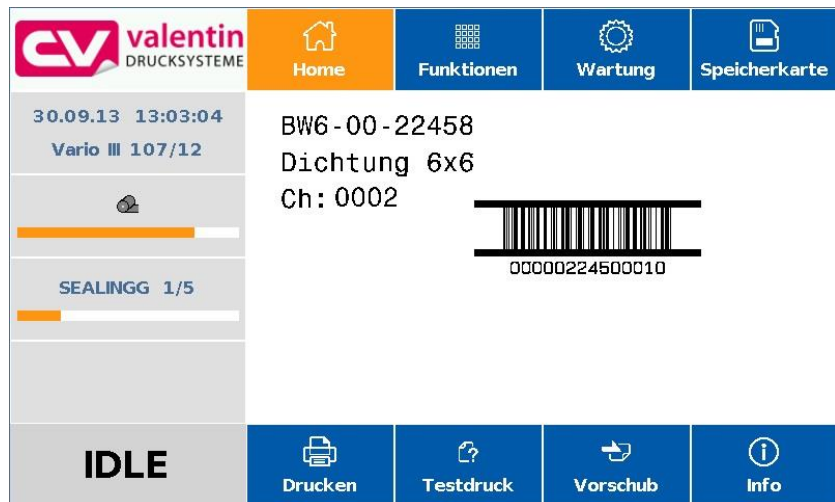 cv valentin
DRUCKSYSTEME
Home
Funktionen
Wartung
Speicherkarte
30.09.13 13:03:04
Vario III 107/12
BW6-00-22458
Dichtung 6x6
Ch: 0002
00000224500010
SEALINGG 1/5
IDLE
Drucken
Testdruck
Vorschub
Info